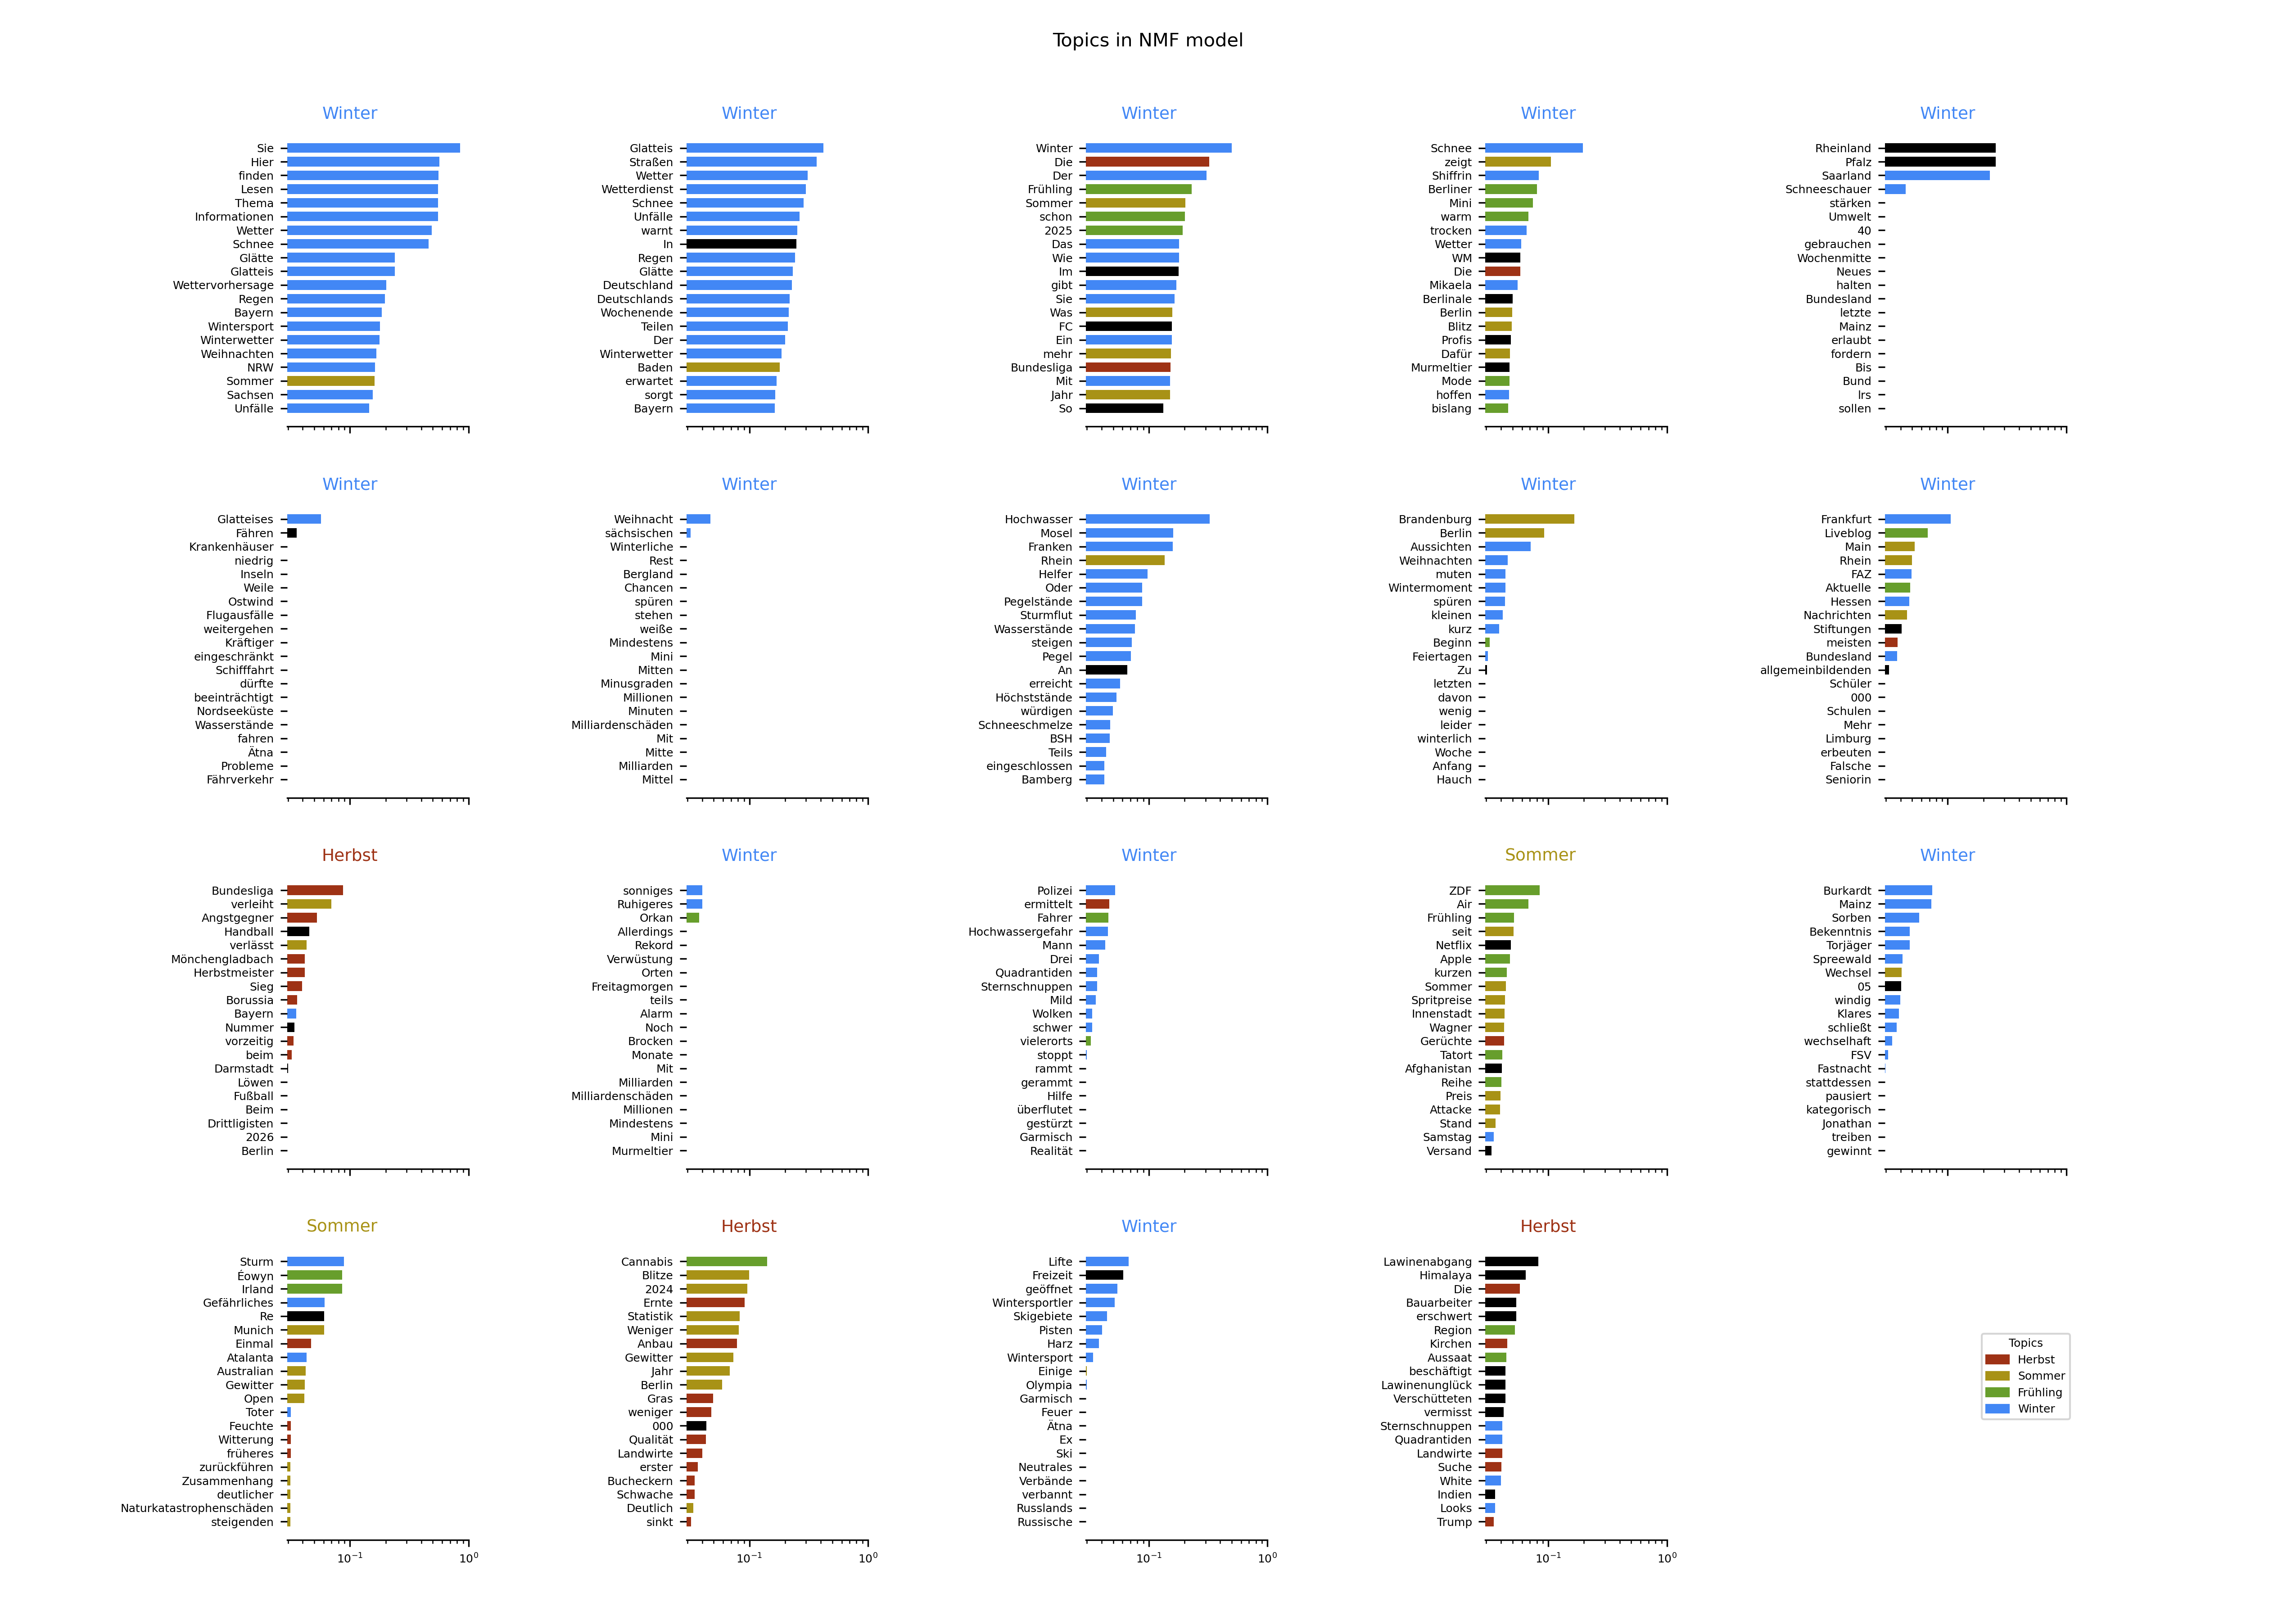 Topics in NMF model
Winter
Sie
Hier
finden
Lesen
Thema
Informationen
Wetter
Schnee
Glätte
Glatteis
Wettervorhersage
Regen
Bayern
Wintersport
Winterwetter
Weihnachten
NRW
Sommer
Sachsen
Unfälle
Winter
Glatteis
Straßen
Wetter
Wetterdienst
Schnee
Unfälle
warnt
In
Regen
Glätte
Deutschland
Deutschlands
Wochenende
Teilen
Der
Winterwetter
Baden
erwartet
sorgt
Bayern
Winter
Winter
Die
Der
Frühling
Sommer
schon
2025
Das
Wie
Im
gibt
Sie
Was
FC
Ein
mehr
Bundesliga
Mit
Jahr
So
Winter
Schnee
zeigt
Shiffrin
Berliner
Mini
warm
trocken
Wetter
WM
Die
Mikaela
Berlinale
Berlin
Blitz
Profis
Dafür
Murmeltier
Mode
hoffen
bislang
Winter
Rheinland
Pfalz
Saarland
Schneeschauer
stärken
Umwelt
40
gebrauchen
Wochenmitte
Neues
halten
Bundesland
letzte
Mainz
erlaubt
fordern
Bis
Bund
Irs
sollen
Winter
Glatteises
Fähren
Krankenhäuser
niedrig
Inseln
Weile
Ostwind
Flugausfälle
weitergehen
Kräftiger
eingeschränkt
Schifffahrt
dürfte
beeinträchtigt
Nordseeküste
Wasserstände
fahren
Ätna
Probleme
Fährverkehr
Winter
Weihnacht
sächsischen
Winterliche
Rest
Bergland
Chancen
spüren
stehen
weiße
Mindestens
Mini
Mitten
Minusgraden
Millionen
Minuten
Milliardenschäden
Mit
Mitte
Milliarden
Mittel
Winter
Hochwasser
Mosel
Franken
Rhein
Helfer
Oder
Pegelstände
Sturmflut
Wasserstände
steigen
Pegel
An
erreicht
Höchststände
würdigen
Schneeschmelze
BSH
Teils
eingeschlossen
Bamberg
Winter
Brandenburg
Berlin
Aussichten
Weihnachten
muten
Wintermoment
spüren
kleinen
kurz
Beginn
Feiertagen
Zu
letzten
davon
wenig
leider
winterlich
Woche
Anfang
Hauch
Winter
Frankfurt
Liveblog
Main
Rhein
FAZ
Aktuelle
Hessen
Nachrichten
Stiftungen
meisten
Bundesland
allgemeinbildenden
Schüler
000
Schulen
Mehr
Limburg
erbeuten
Falsche
Seniorin
Herbst
Bundesliga
verleiht
Angstgegner
Handball
verlässt
Mönchengladbach
Herbstmeister
Sieg
Borussia
Bayern
Nummer
vorzeitig
beim
Darmstadt
Löwen
Fußball
Beim
Drittligisten
2026
Berlin
Winter
sonniges
Ruhigeres
Orkan
Allerdings
Rekord
Verwüstung
Orten
Freitagmorgen
teils
Alarm
Noch
Brocken
Monate
Mit
Milliarden
Milliardenschäden
Millionen
Mindestens
Mini
Murmeltier
Winter
Polizei
ermittelt
Fahrer
Hochwassergefahr
Mann
Drei
Quadrantiden
Sternschnuppen
Mild
Wolken
schwer
vielerorts
stoppt
rammt
gerammt
Hilfe
überflutet
gestürzt
Garmisch
Realität
Sommer
ZDF
Air
Frühling
seit
Netflix
Apple
kurzen
Sommer
Spritpreise
Innenstadt
Wagner
Gerüchte
Tatort
Afghanistan
Reihe
Preis
Attacke
Stand
Samstag
Versand
Winter
Burkardt
Mainz
Sorben
Bekenntnis
Torjäger
Spreewald
Wechsel
05
windig
Klares
schließt
wechselhaft
FSV
Fastnacht
stattdessen
pausiert
kategorisch
Jonathan
treiben
gewinnt
Sommer
Sturm
Éowyn
Irland
Gefährliches
Re
Munich
Einmal
Atalanta
Australian
Gewitter
Open
Toter
Feuchte
Witterung
früheres
zurückführen
Zusammenhang
deutlicher
Naturkatastrophenschäden
steigenden
10⁻¹ 10⁰
Herbst
Cannabis
Blitze
2024
Ernte
Statistik
Weniger
Anbau
Gewitter
Jahr
Berlin
Gras
weniger
000
Qualität
Landwirte
erster
Bucheckern
Schwache
Deutlich
sinkt
10⁻¹ 10⁰
Winter
Lifte
Freizeit
geöffnet
Wintersportler
Skigebiete
Pisten
Harz
Wintersport
Einige
Olympia
Garmisch
Feuer
Ätna
Ex
Ski
Neutrales
Verbände
verbannt
Russlands
Russische
10⁻¹ 10⁰
Herbst
Lawinenabgang
Himalaya
Die
Bauarbeiter
erschwert
Region
Kirchen
Aussaat
beschäftigt
Lawinenunglück
Verschütteten
vermisst
Sternschnuppen
Quadrantiden
Landwirte
Suche
White
Indien
Looks
Trump
10⁻¹ 10⁰
Topics
Herbst
Sommer
Frühling
Winter